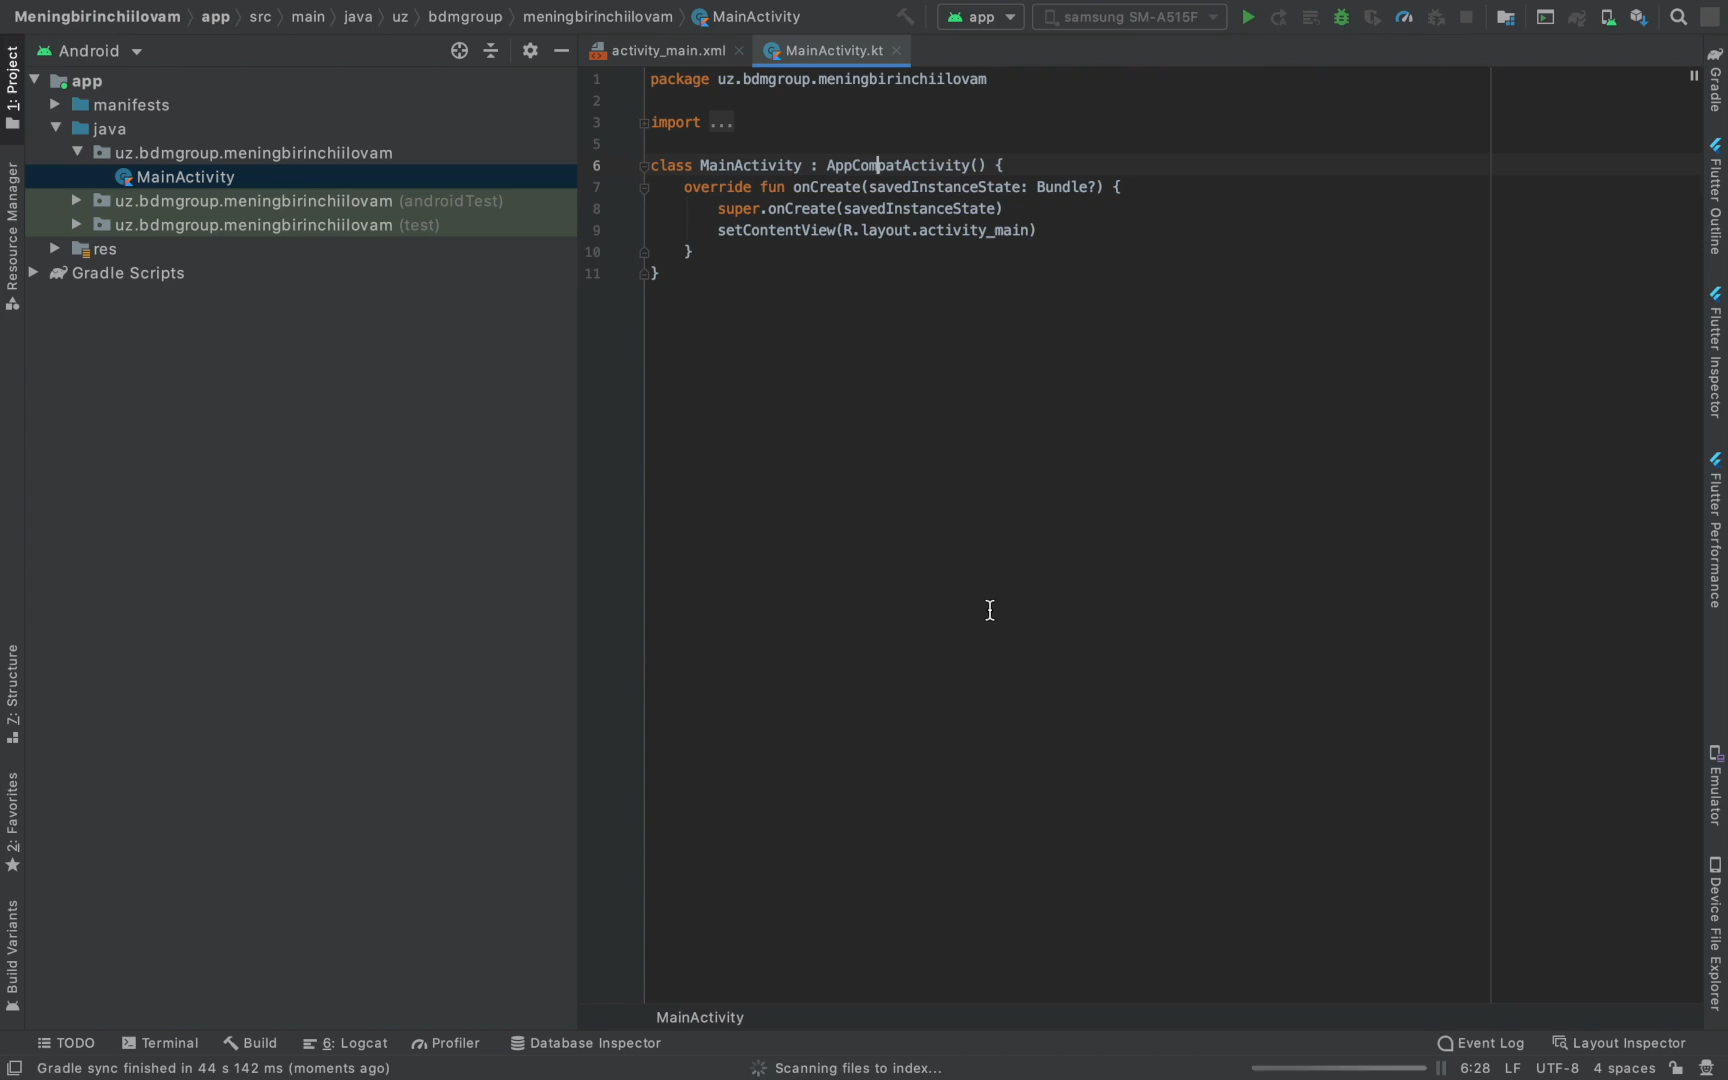 Meningbirinchiilovam app src main java uz bdmgroup meningbirinchiilovam MainActivity app samsung SM-A515F
1: Project
Resource Manager
7: Structure
2: Favorites
Build Variants
Android
app
manifests
java
uz.bdmgroup.meningbirinchiilovam
MainActivity
uz.bdmgroup.meningbirinchiilovam (androidTest)
uz.bdmgroup.meningbirinchiilovam (test)
res
Gradle Scripts
activity_main.xml MainActivity.kt
1 package uz.bdmgroup.meningbirinchiilovam
2
3 import ...
5
6 class MainActivity : AppCompatActivity() {
7 override fun onCreate(savedInstanceState: Bundle?) {
8 super.onCreate(savedInstanceState)
9 setContentView(R.layout.activity_main)
10 }
11 }
MainActivity
Gradle
Flutter Outline
Flutter Inspector
Flutter Performance
Emulator
Device File Explorer
TODO Terminal Build 6: Logcat Profiler Database Inspector Event Log Layout Inspector
Gradle sync finished in 44 s 142 ms (moments ago) Scanning files to index... 6:28 LF UTF-8 4 spaces